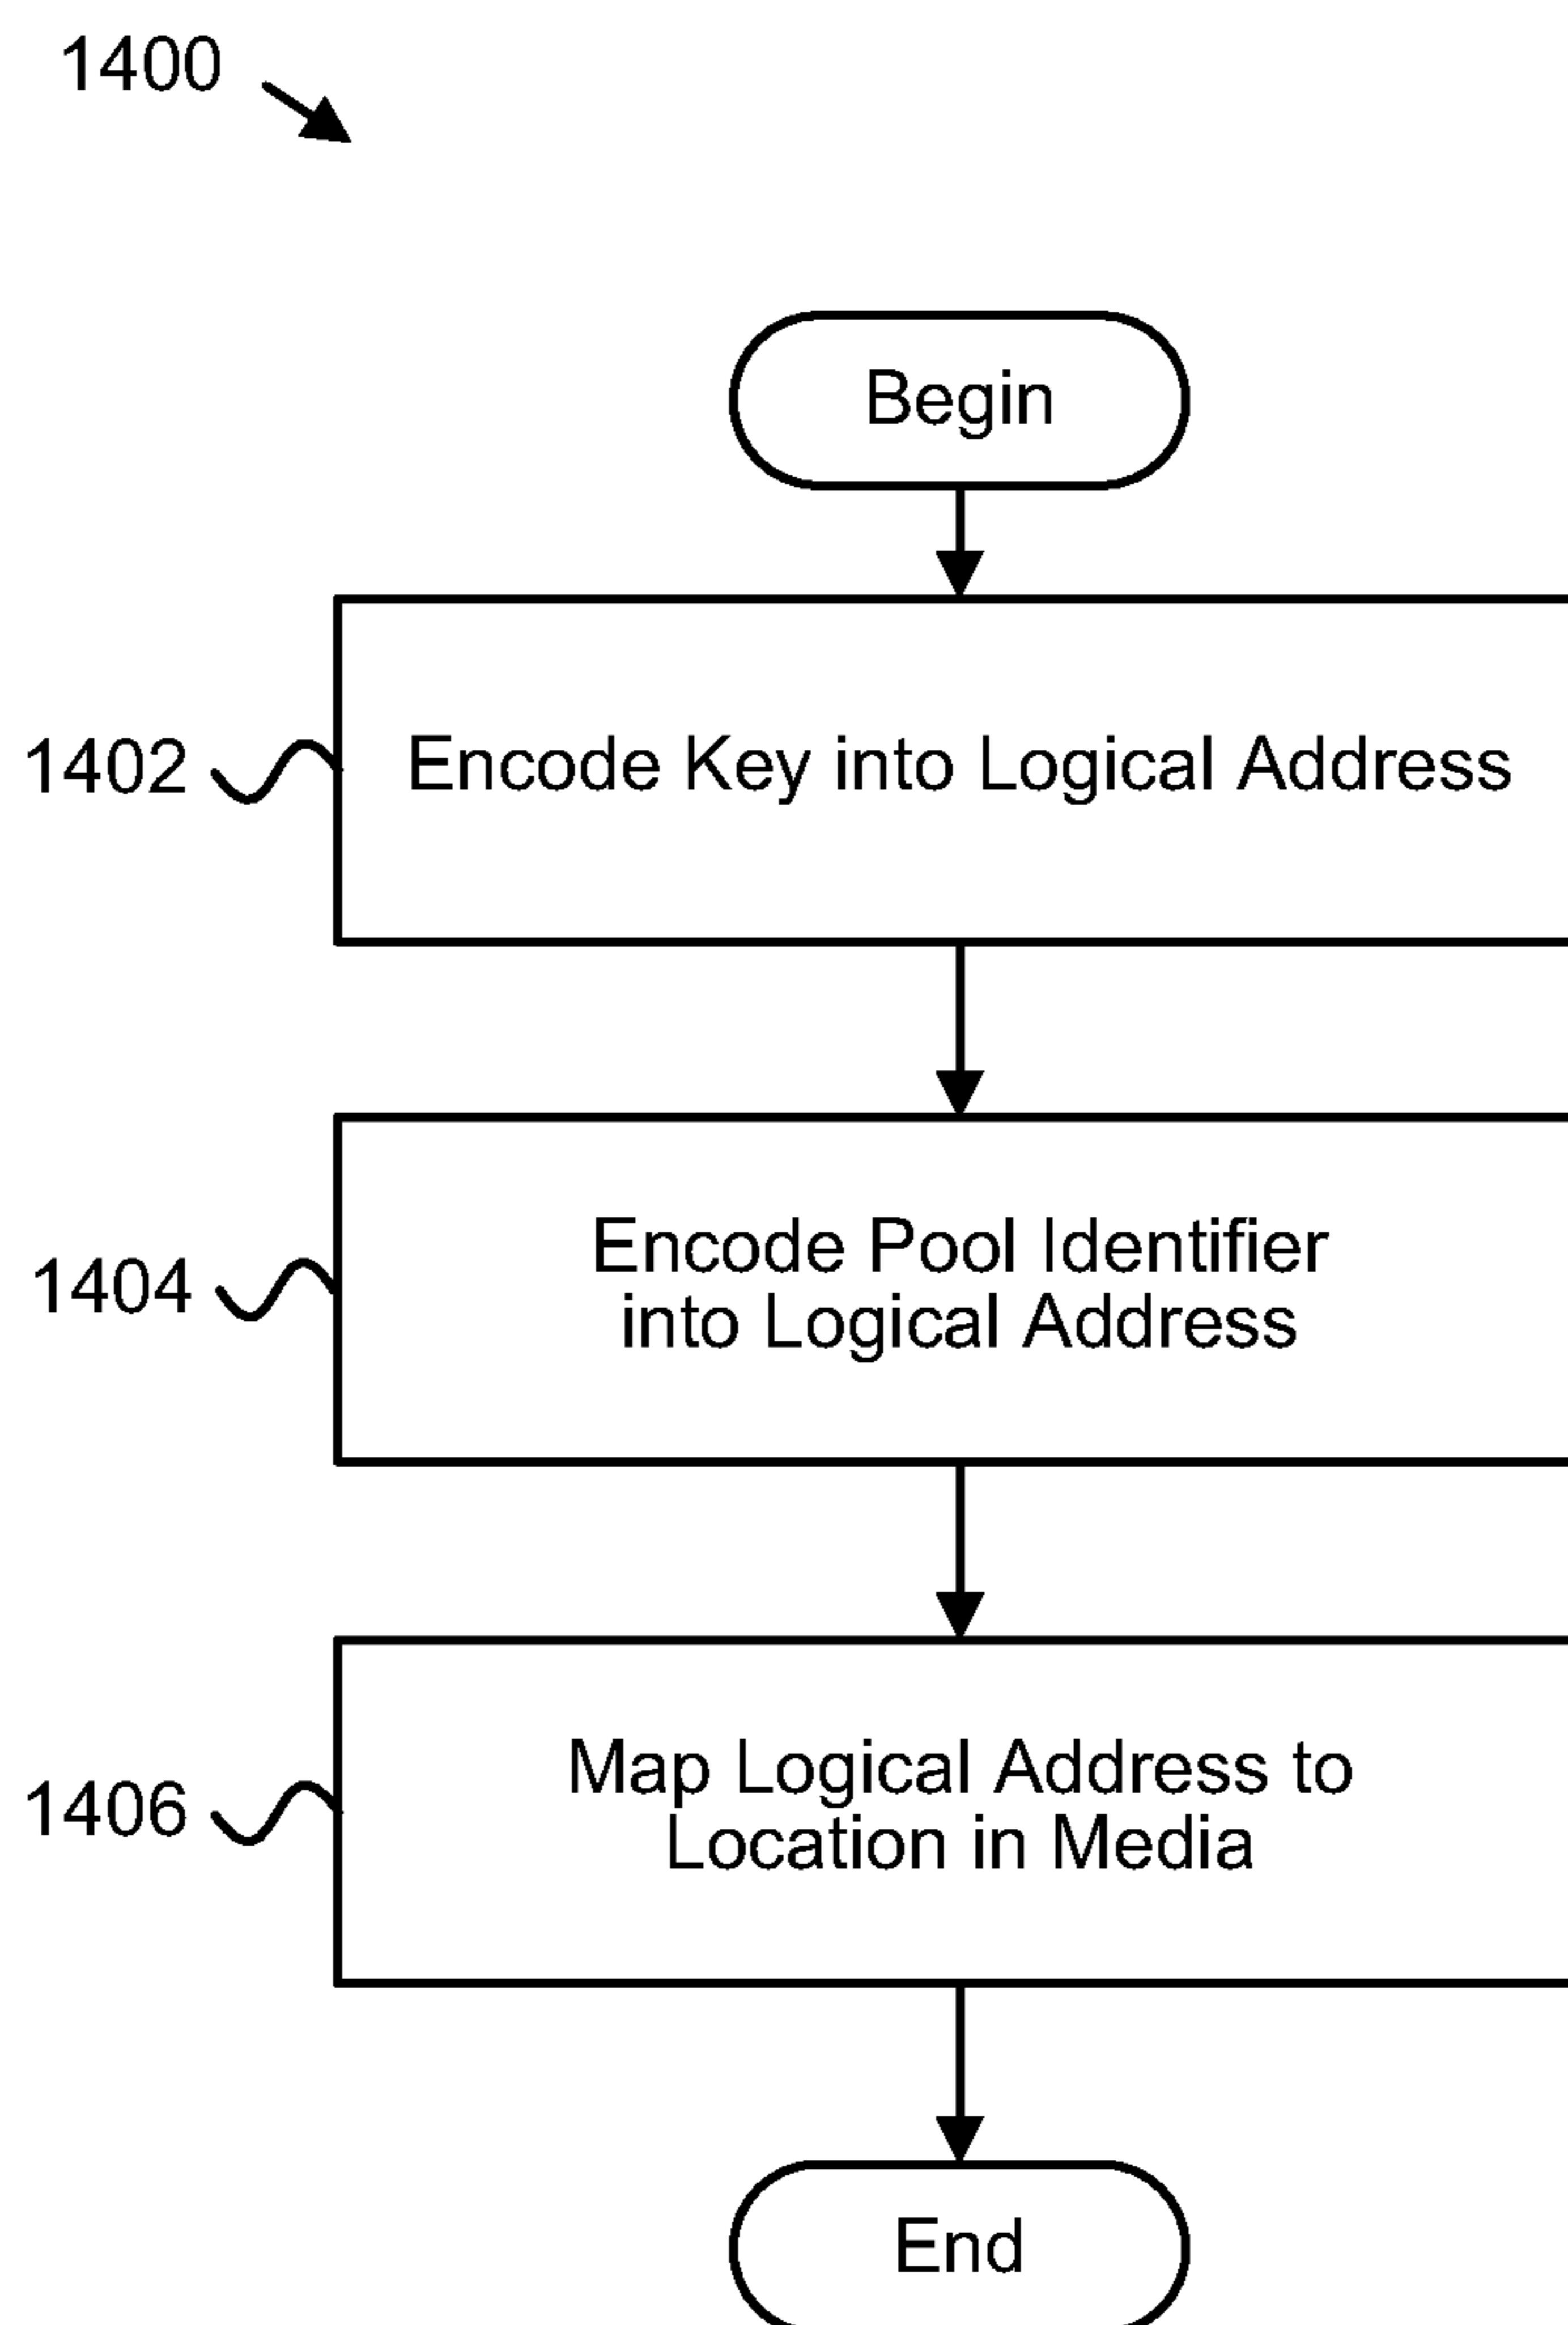 1400
Begin
1402
Encode Key into Logical Address
1404
Encode Pool Identifier
into Logical Address
1406
Map Logical Address to
Location in Media
End